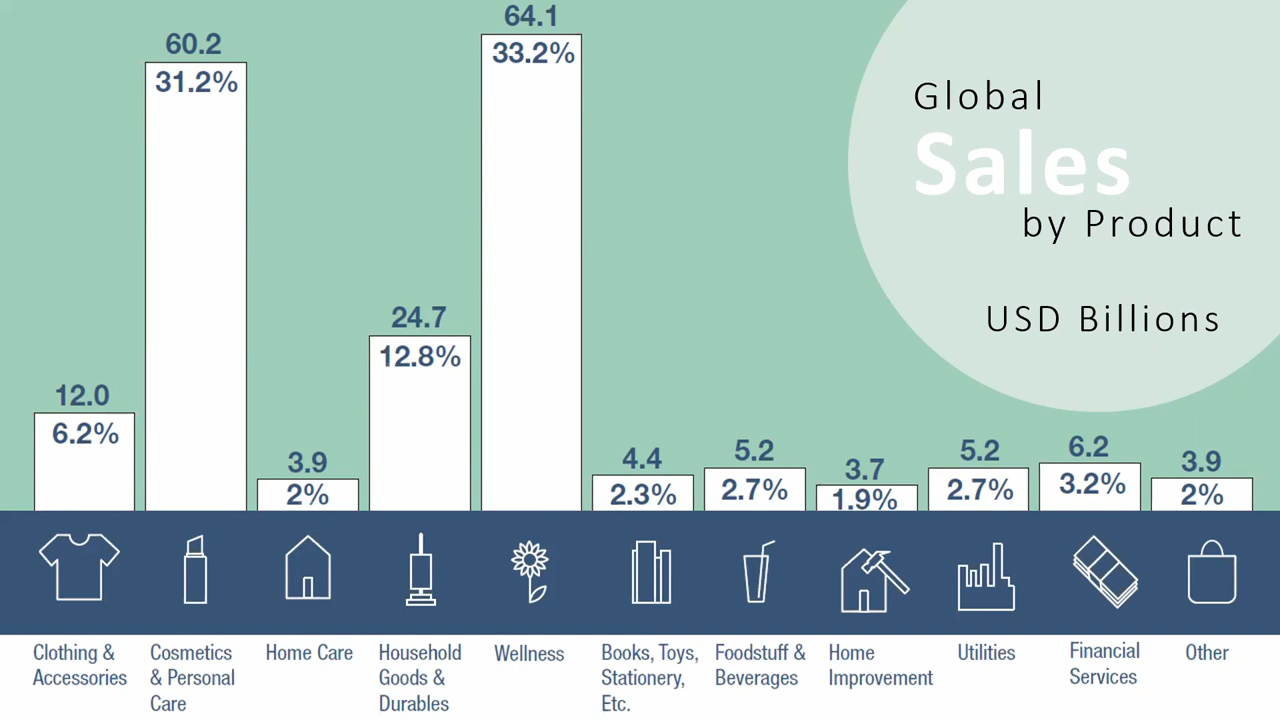 64.1
60.2
33.2%
31.2%
Global
Sales
by Product
USD Billions
24.7
12.8%
12.0
6.2%
3.9
2%
4.4
2.3%
5.2
2.7%
3.7
1.9%
5.2
2.7%
6.2
3.2%
3.9
2%
Clothing &
Accessories
Cosmetics
& Personal
Care
Home Care
Household
Goods &
Durables
Wellness
Books, Toys,
Stationery,
Etc.
Foodstuff &
Beverages
Home
Improvement
Utilities
Financial
Services
Other